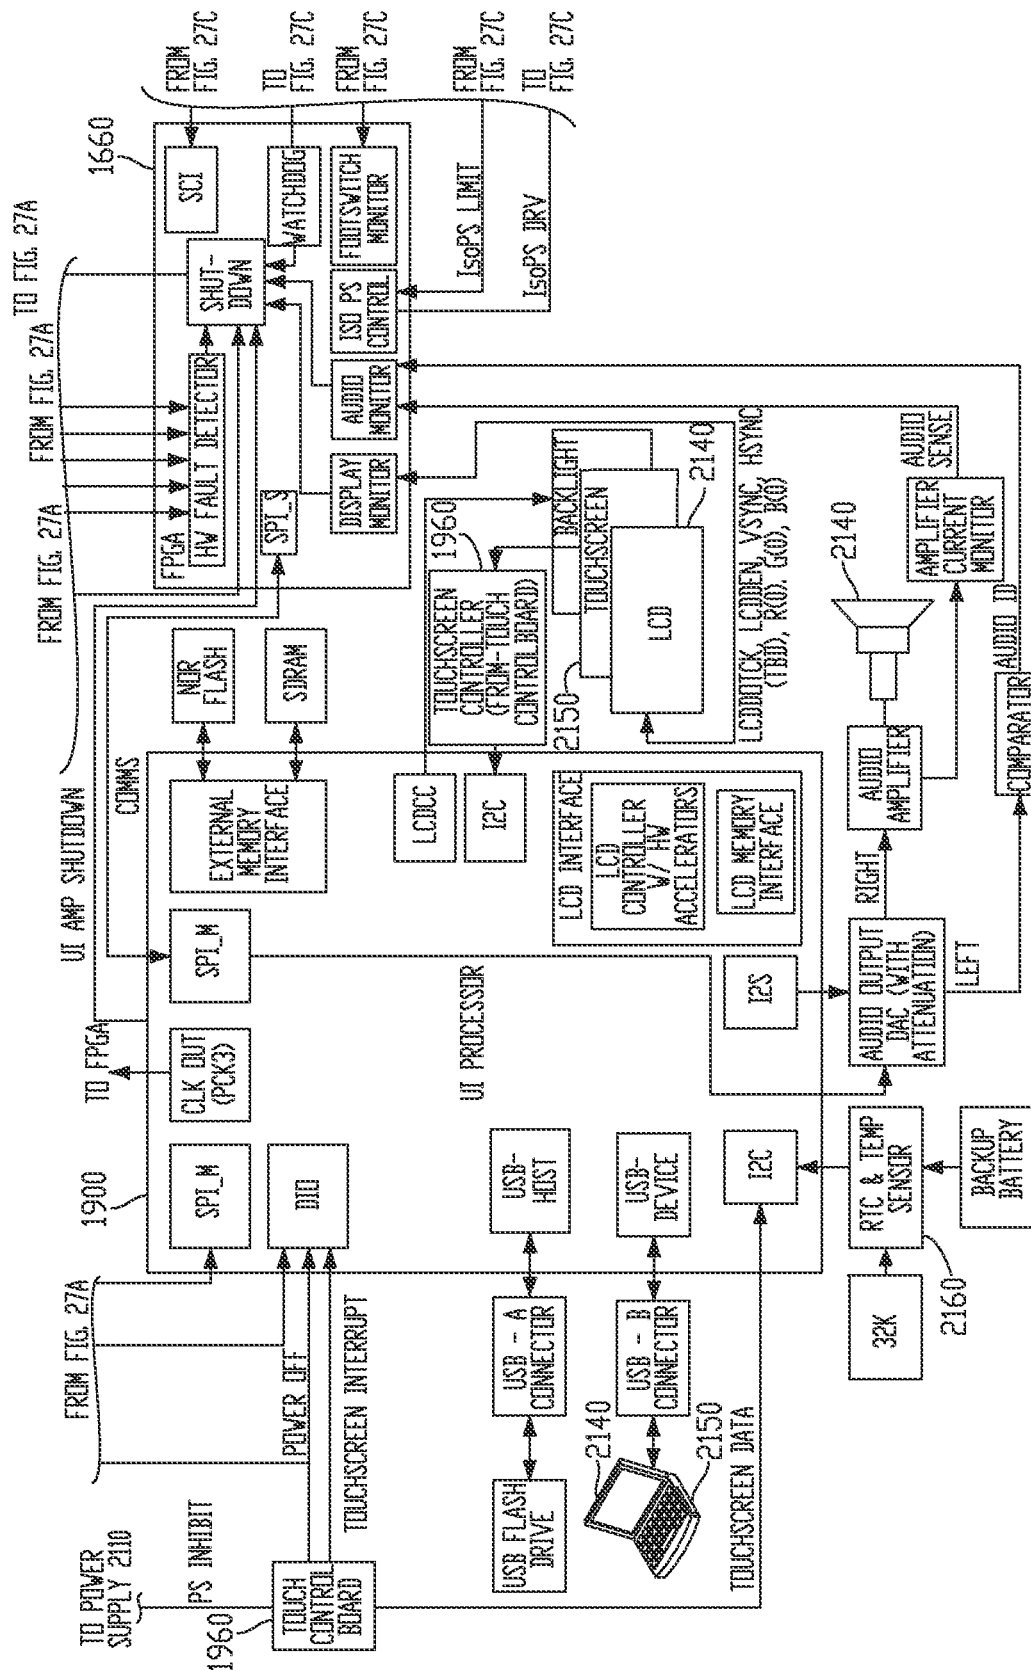 TO POWER
SUPPLY 2110
PS INHIBIT
1960
TOUCH
CONTROL
BOARD
FROM FIG. 27A
POWER OFF
TOUCHSCREEN INTERRUPT
TOUCHSCREEN DATA
1900
SPI_M
DIO
TO FPGA
CLK OUT
(PCK3)
SPI_M
UI AMP SHUTDOWN
COMMS
EXTERNAL
MEMORY
INTERFACE
NOR
FLASH
SDRAM
UI PROCESSOR
USB FLASH
DRIVE
USB - A
CONNECTOR
USB-
HOIST
2140
2150
USB - B
CONNECTOR
USB-
DEVICE
I2C
32K
2160
RTC & TEMP
SENSOR
BACKUP
BATTERY
I2S
AUDIO OUTPUT
DAC (WITH
ATTENUATION)
RIGHT
LEFT
AUDIO
AMPLIFIER
2140
AMPLIFIER
CURRENT
MONITOR
AUDIO
SENSE
COMPARATOR
AUDIO ID
LCD INTERFACE
LCD
CONTROLLER
W/ HW
ACCELERATORS
LCD MEMORY
INTERFACE
LCDCC
I2C
TOUCHSCREEN
CONTROLLER
(FROM-TOUCH
CONTROLBOARD)
1960
2150
BACKLIGHT
TOUCHSCREEN
LCD
2140
LCDDOTCK, LCDDEN, VSYNC, HSYNC
(TBD), R(0). G(0), B(0)
FROM FIG. 27A
FROM FIG. 27A
TO FIG. 27A
1660
FPGA
HW FAULT DETECTOR
SHUT-
DOWN
SCI
WATCHDOG
SPI_S
DISPLAY
MONITOR
AUDIO
MONITOR
ISO PS
CONTROL
FOOTSWITCH
MONITOR
IsoPS LIMIT
IsoPS DRV
FROM
FIG. 27C
TO
FIG. 27C
FROM
FIG. 27C
FROM
FIG. 27C
TO
FIG. 27C